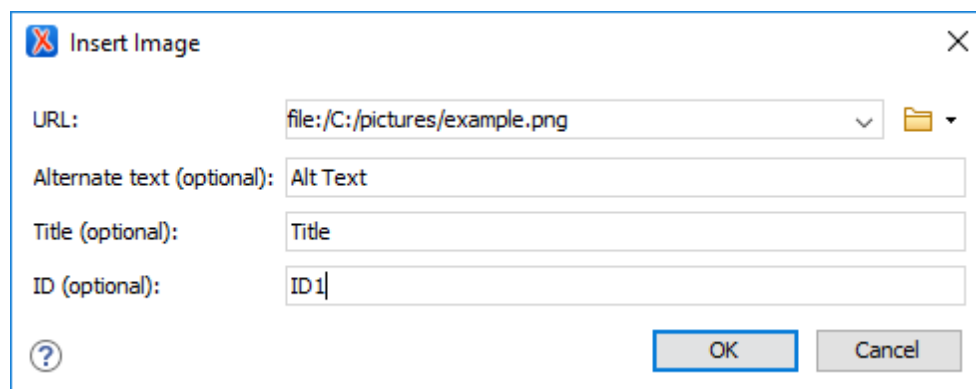 Insert Image
URL: file:/C:/pictures/example.png
Alternate text (optional): Alt Text
Title (optional): Title
ID (optional): ID1
? OK Cancel